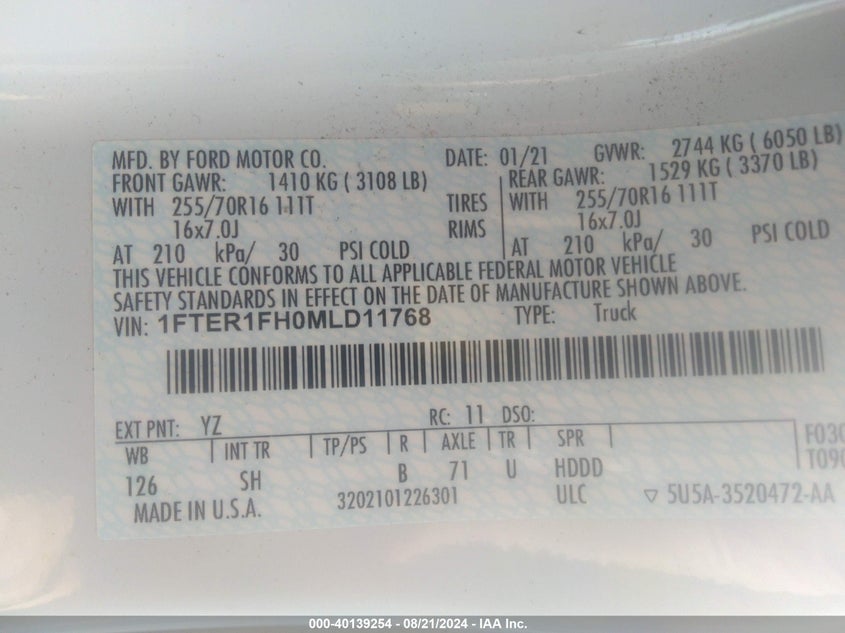 MFD. BY FORD MOTOR CO. DATE: 01/21 GVWR: 2744 KG ( 6050 LB)
FRONT GAWR: 1410 KG ( 3108 LB) REAR GAWR: 1529 KG ( 3370 LB)
WITH 255/70R16 111T TIRES WITH 255/70R16 111T
16x7.0J RIMS 16x7.0J
AT 210 kPa/ 30 PSI COLD AT 210 kPa/ 30 PSI COLD
THIS VEHICLE CONFORMS TO ALL APPLICABLE FEDERAL MOTOR VEHICLE
SAFETY STANDARDS IN EFFECT ON THE DATE OF MANUFACTURE SHOWN ABOVE.
VIN: 1FTER1FH0MLD11768 TYPE: Truck
EXT PNT: YZ RC: 11 DSO:
WB INT TR TP/PS R AXLE TR SPR F030
126 SH B 71 U HDDD T090
MADE IN U.S.A. 3202101226301 ULC ▽ 5U5A-3520472-AA
000-40139254 - 08/21/2024 - IAA Inc.